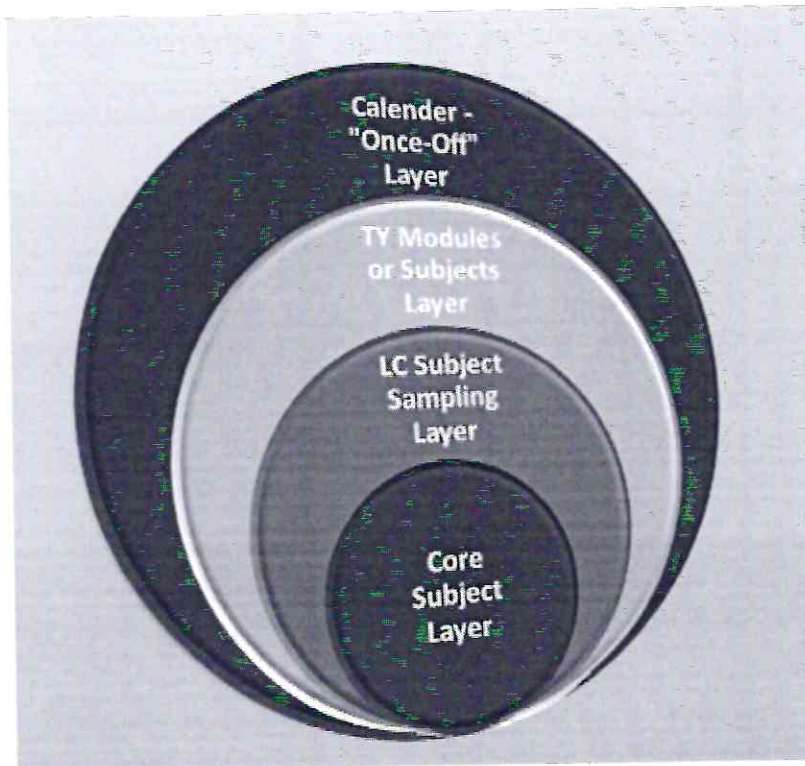 Calender -
"Once-Off"
Layer
TY Modules
or Subjects
Layer
LC Subject
Sampling
Layer
Core
Subject
Layer